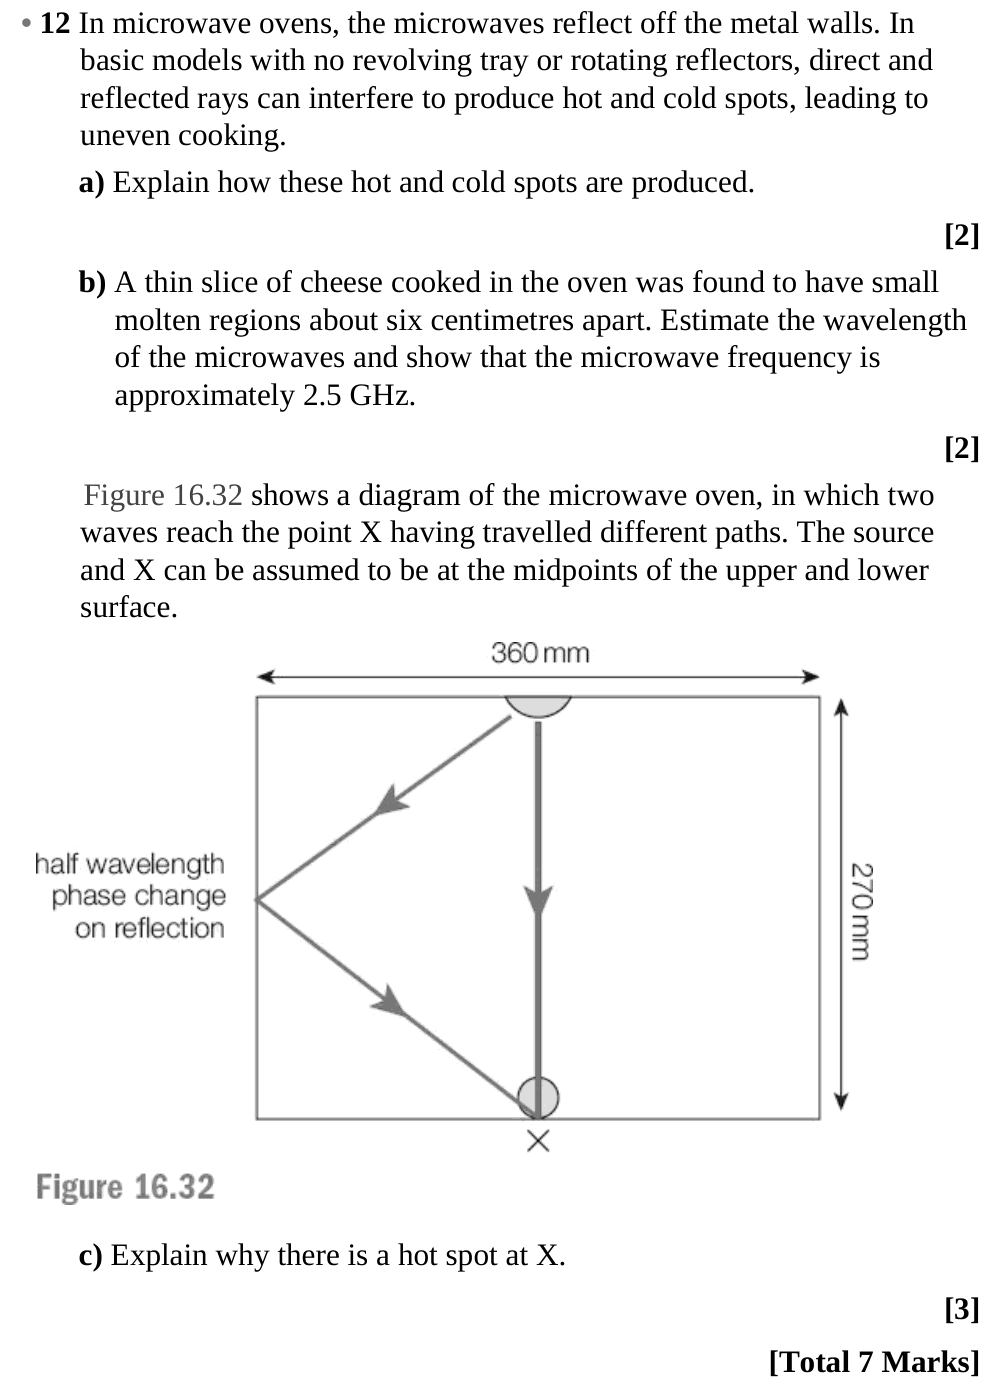 • 12 In microwave ovens, the microwaves reflect off the metal walls. In
basic models with no revolving tray or rotating reflectors, direct and
reflected rays can interfere to produce hot and cold spots, leading to
uneven cooking.
a) Explain how these hot and cold spots are produced.
[2]
b) A thin slice of cheese cooked in the oven was found to have small
molten regions about six centimetres apart. Estimate the wavelength
of the microwaves and show that the microwave frequency is
approximately 2.5 GHz.
[2]
Figure 16.32 shows a diagram of the microwave oven, in which two
waves reach the point X having travelled different paths. The source
and X can be assumed to be at the midpoints of the upper and lower
surface.
360 mm
half wavelength
phase change
on reflection
270 mm
X
Figure 16.32
c) Explain why there is a hot spot at X.
[3]
[Total 7 Marks]